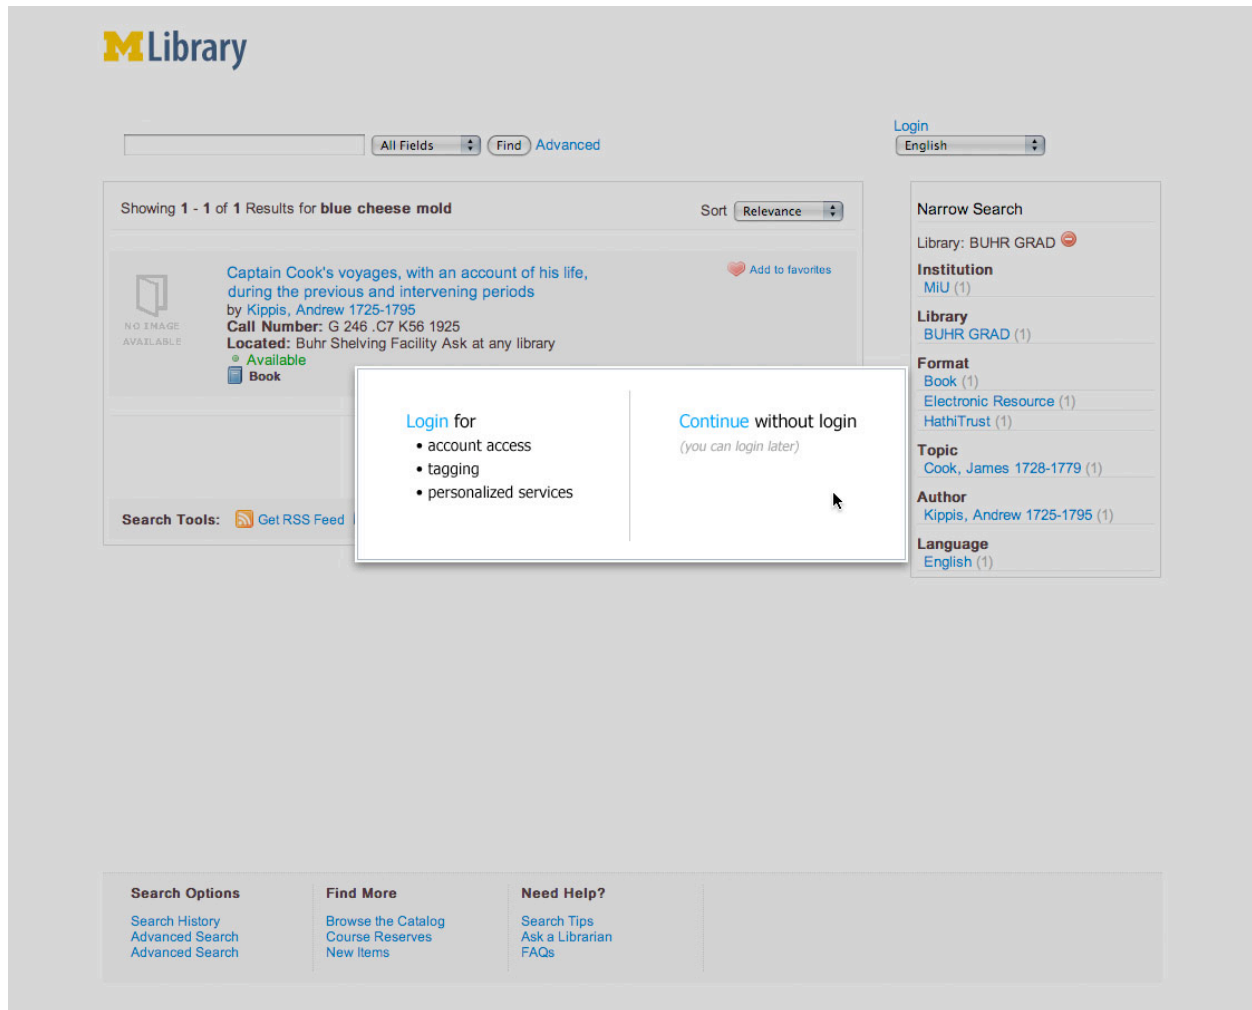 MLibrary
Login
All Fields Find Advanced English
Showing 1 - 1 of 1 Results for blue cheese mold Sort Relevance
NO IMAGE
AVAILABLE
Captain Cook's voyages, with an account of his life,
during the previous and intervening periods
by Kippis, Andrew 1725-1795
Call Number: G 246 .C7 K56 1925
Located: Buhr Shelving Facility Ask at any library
Available
Book
Add to favorites
Login for
• account access
• tagging
• personalized services
Continue without login
(you can login later)
Search Tools: Get RSS Feed
Narrow Search
Library: BUHR GRAD
Institution
MiU (1)
Library
BUHR GRAD (1)
Format
Book (1)
Electronic Resource (1)
HathiTrust (1)
Topic
Cook, James 1728-1779 (1)
Author
Kippis, Andrew 1725-1795 (1)
Language
English (1)
Search Options
Search History
Advanced Search
Advanced Search
Find More
Browse the Catalog
Course Reserves
New Items
Need Help?
Search Tips
Ask a Librarian
FAQs